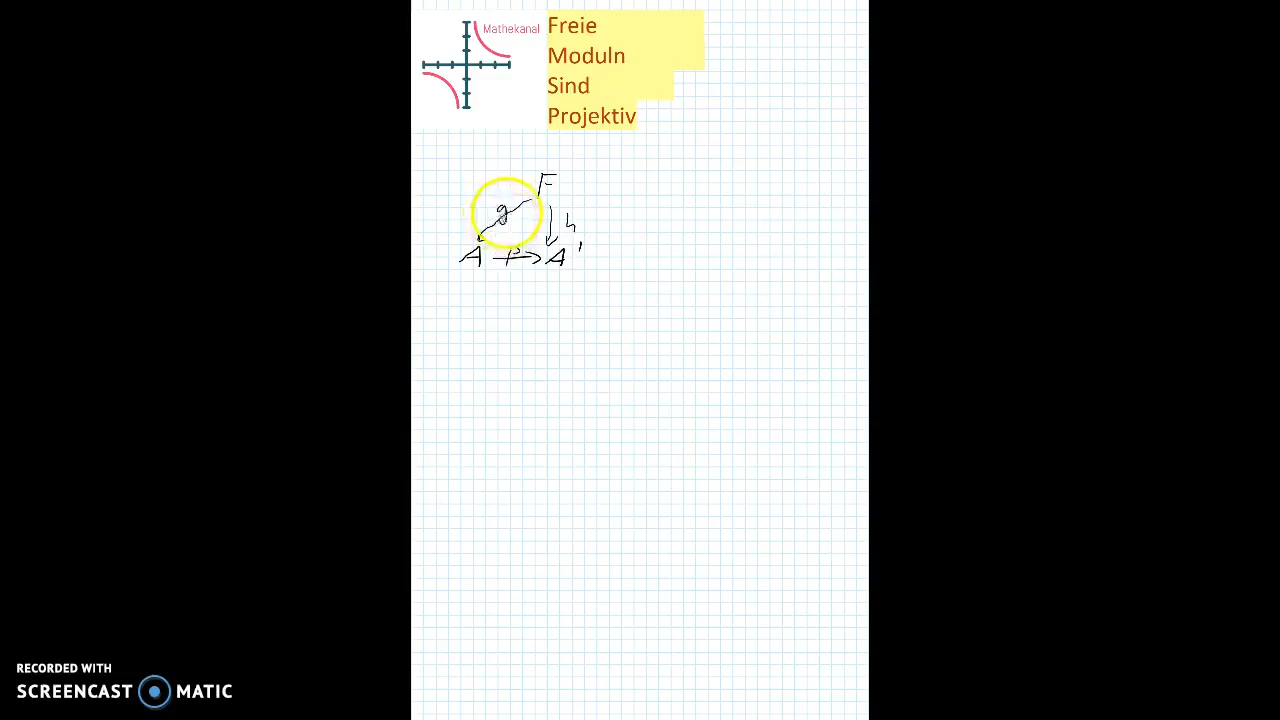 Mathekanal
Freie
Moduln
Sind
Projektiv
F
g
h
A p A'
RECORDED WITH
SCREENCAST MATIC